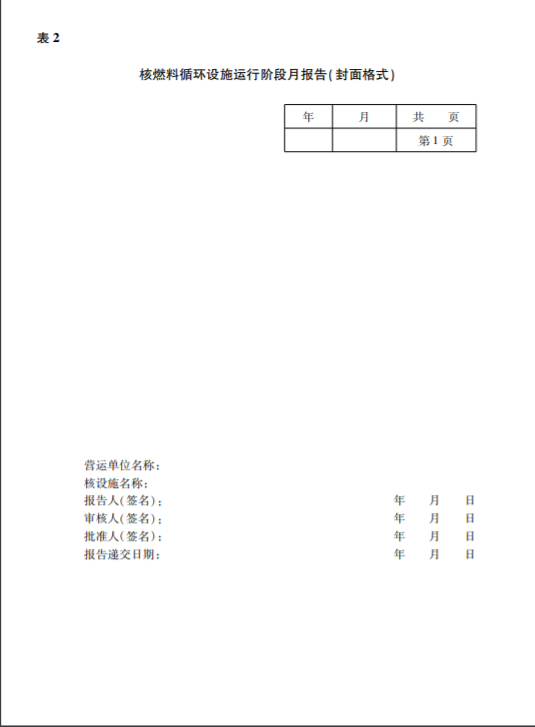 表 2
核燃料循环设施运行阶段月报告(封面格式)
年 月 共 页
第 1 页
营运单位名称:
核设施名称:
报告人(签名): 年 月 日
审核人(签名): 年 月 日
批准人(签名): 年 月 日
报告递交日期: 年 月 日